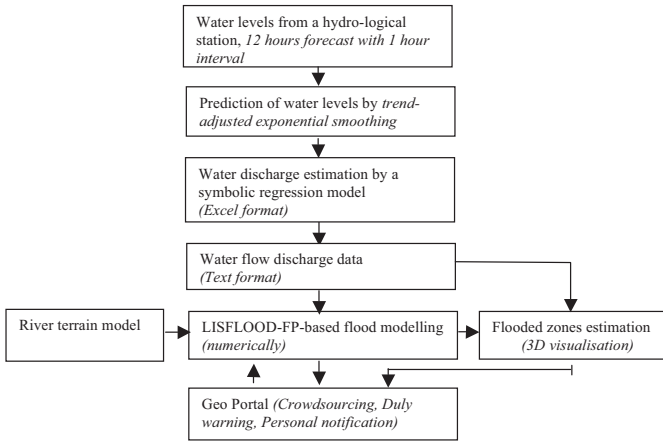 Water levels from a hydro-logical
station, 12 hours forecast with 1 hour
interval
Prediction of water levels by trend-
adjusted exponential smoothing
Water discharge estimation by a
symbolic regression model
(Excel format)
Water flow discharge data
(Text format)
River terrain model
LISFLOOD-FP-based flood modelling
(numerically)
Flooded zones estimation
(3D visualisation)
Geo Portal (Crowdsourcing, Duly
warning, Personal notification)